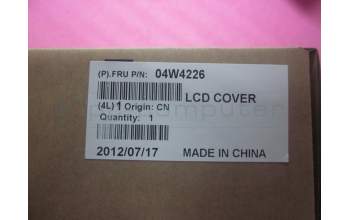 (P).FRU P/N: 04W4226
LCD COVER
(4L) 1 Origin: CN
Quantity: 1
2012/07/17 MADE IN CHINA